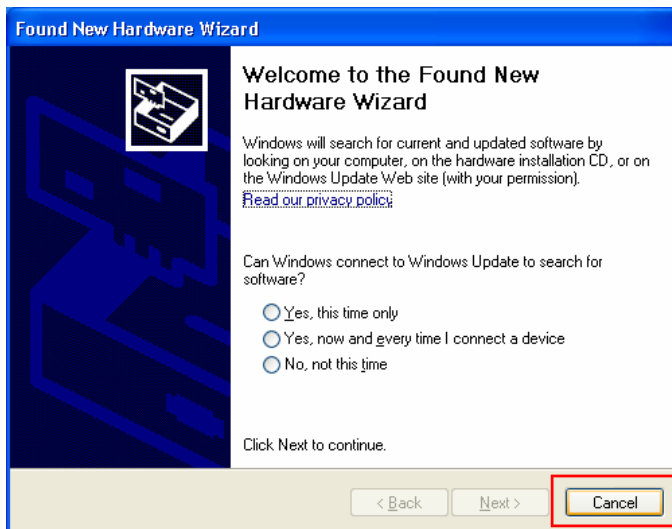 Found New Hardware Wizard
Welcome to the Found New
Hardware Wizard
Windows will search for current and updated software by
looking on your computer, on the hardware installation CD, or on
the Windows Update Web site (with your permission).
Read our privacy policy
Can Windows connect to Windows Update to search for
software?
Yes, this time only
Yes, now and every time I connect a device
No, not this time
Click Next to continue.
< Back Next > Cancel